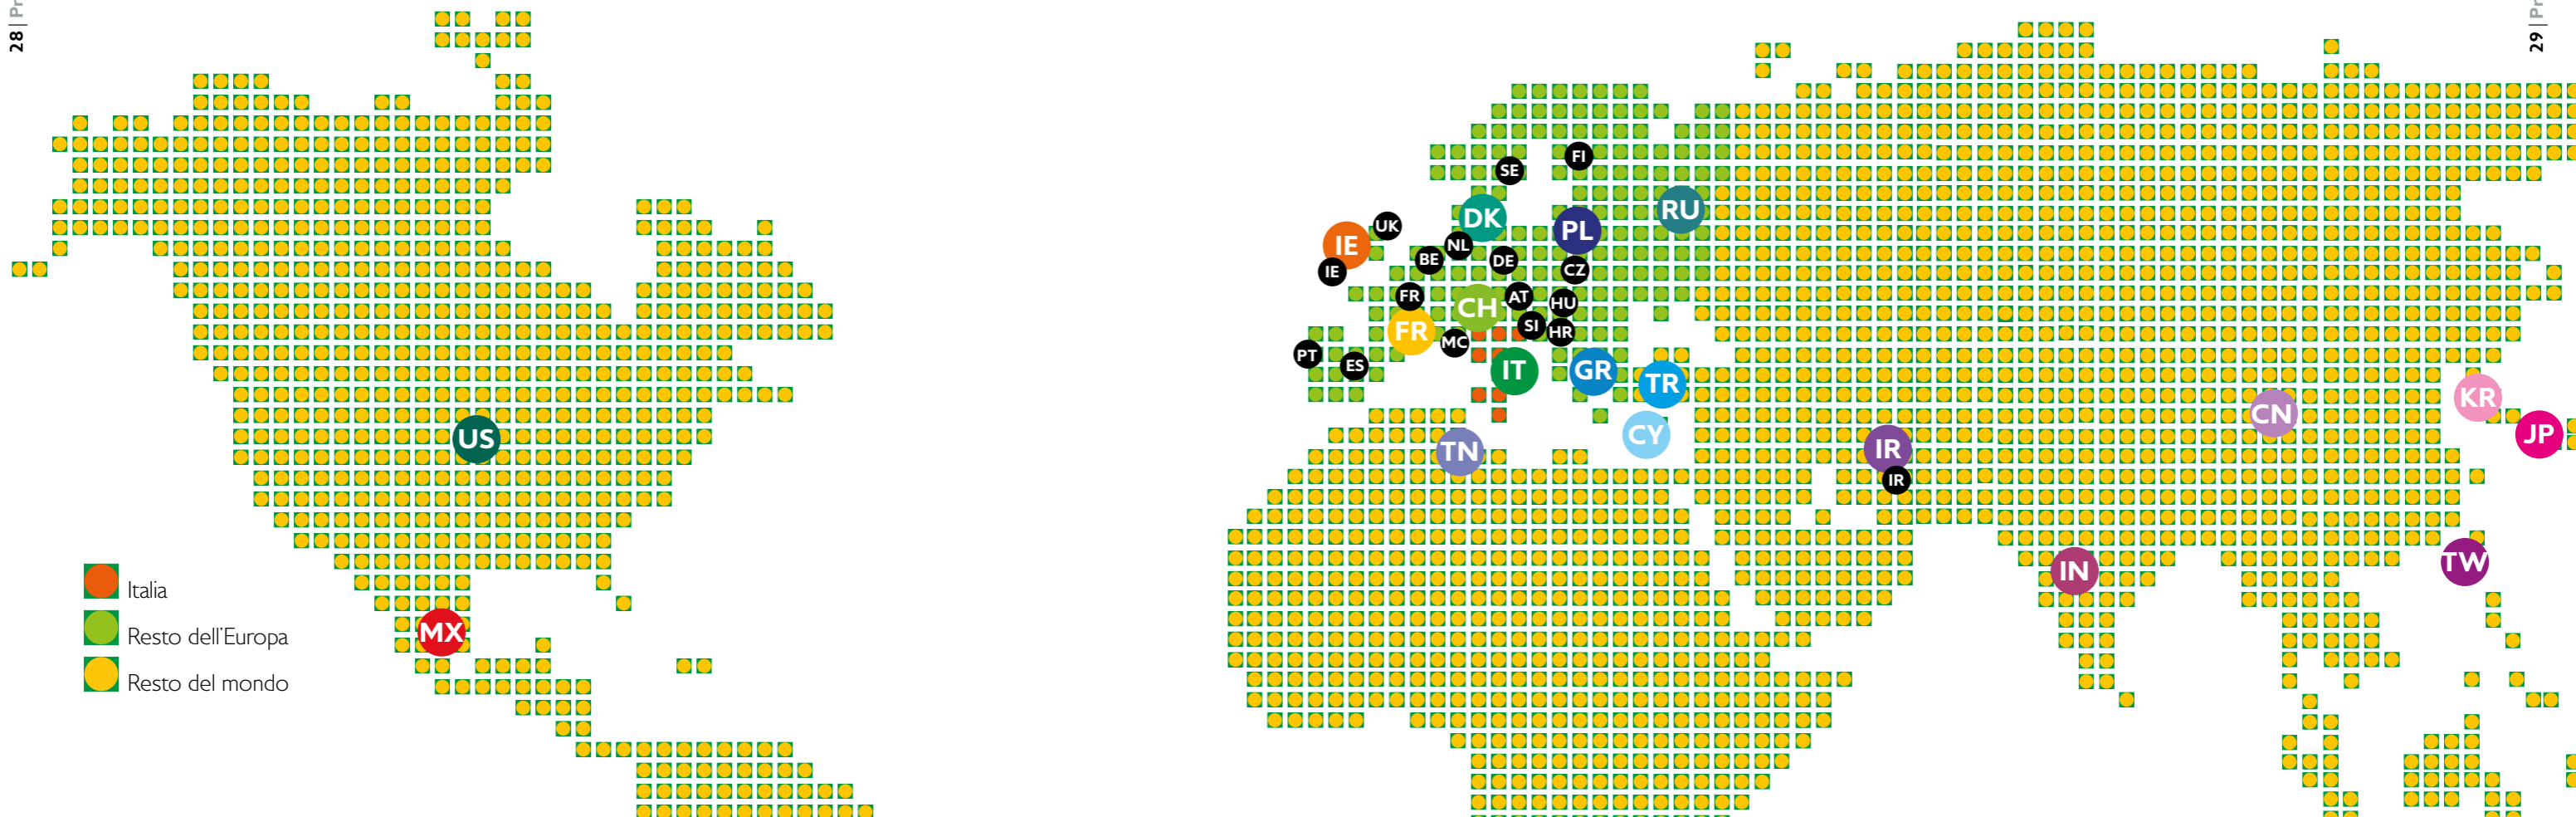 28 | Pr
29 | Pr
SE
FI
DK
RU
UK
PL
IE
NL
BE
DE
IE
CZ
FR
CH
AT
HU
FR
SI
HR
MC
PT
ES
IT
GR
TR
KR
CN
US
CY
JP
TN
IR
IR
TW
IN
Italia
Resto dell'Europa
MX
Resto del mondo